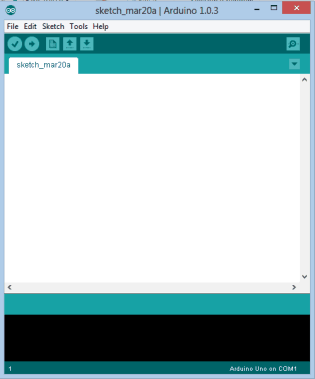 sketch_mar20a | Arduino 1.0.3
File Edit Sketch Tools Help
sketch_mar20a
1
Arduino Uno on COM1